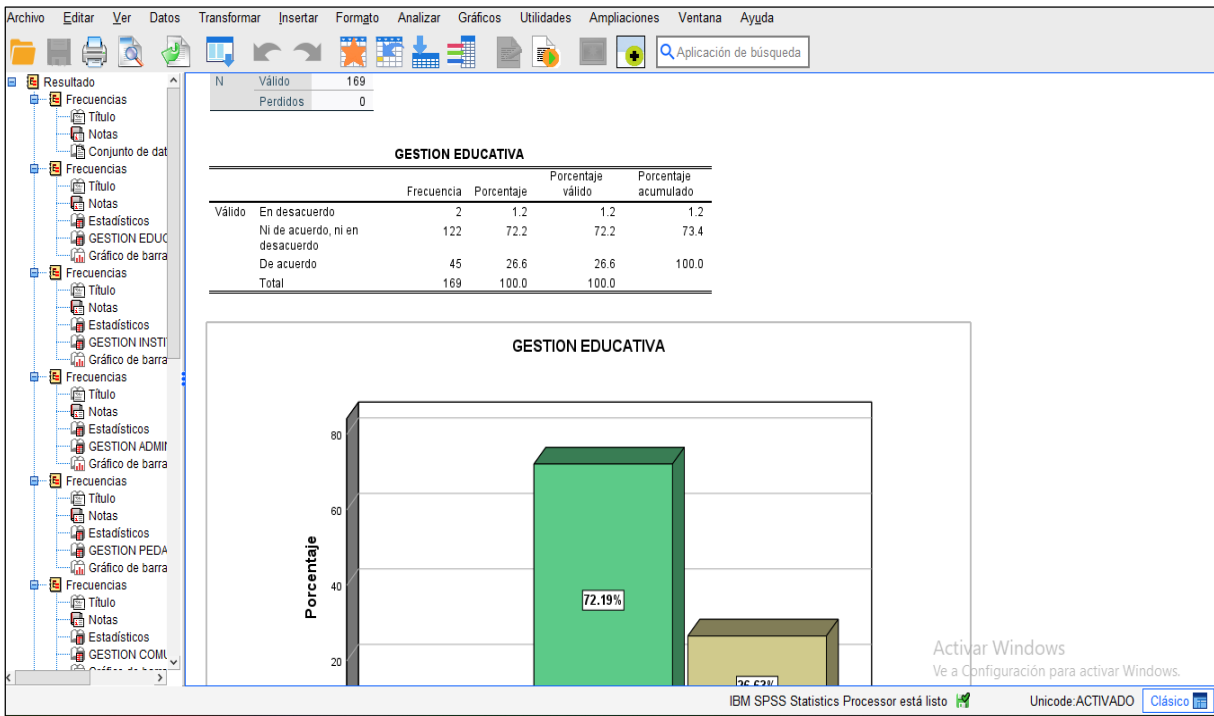 Archivo Editar Ver Datos Transformar Insertar Formato Analizar Gráficos Utilidades Ampliaciones Ventana Ayuda
Aplicación de búsqueda
Resultado
Frecuencias
Título
Notas
Conjunto de dat
Frecuencias
Título
Notas
Estadísticos
GESTION EDUC
Gráfico de barra
Frecuencias
Título
Notas
Estadísticos
GESTION INSTI
Gráfico de barra
Frecuencias
Título
Notas
Estadísticos
GESTION ADMIN
Gráfico de barra
Frecuencias
Título
Notas
Estadísticos
GESTION PEDA
Gráfico de barra
Frecuencias
Título
Notas
Estadísticos
GESTION COMU
N Válido 169
Perdidos 0
GESTION EDUCATIVA
Frecuencia Porcentaje Porcentaje válido Porcentaje acumulado
Válido En desacuerdo 2 1.2 1.2 1.2
Ni de acuerdo, ni en desacuerdo 122 72.2 72.2 73.4
De acuerdo 45 26.6 26.6 100.0
Total 169 100.0 100.0
GESTION EDUCATIVA
Porcentaje
80
60
40
20
72.19%
26.63%
Activar Windows
Ve a Configuración para activar Windows.
IBM SPSS Statistics Processor está listo Unicode:ACTIVADO Clásico